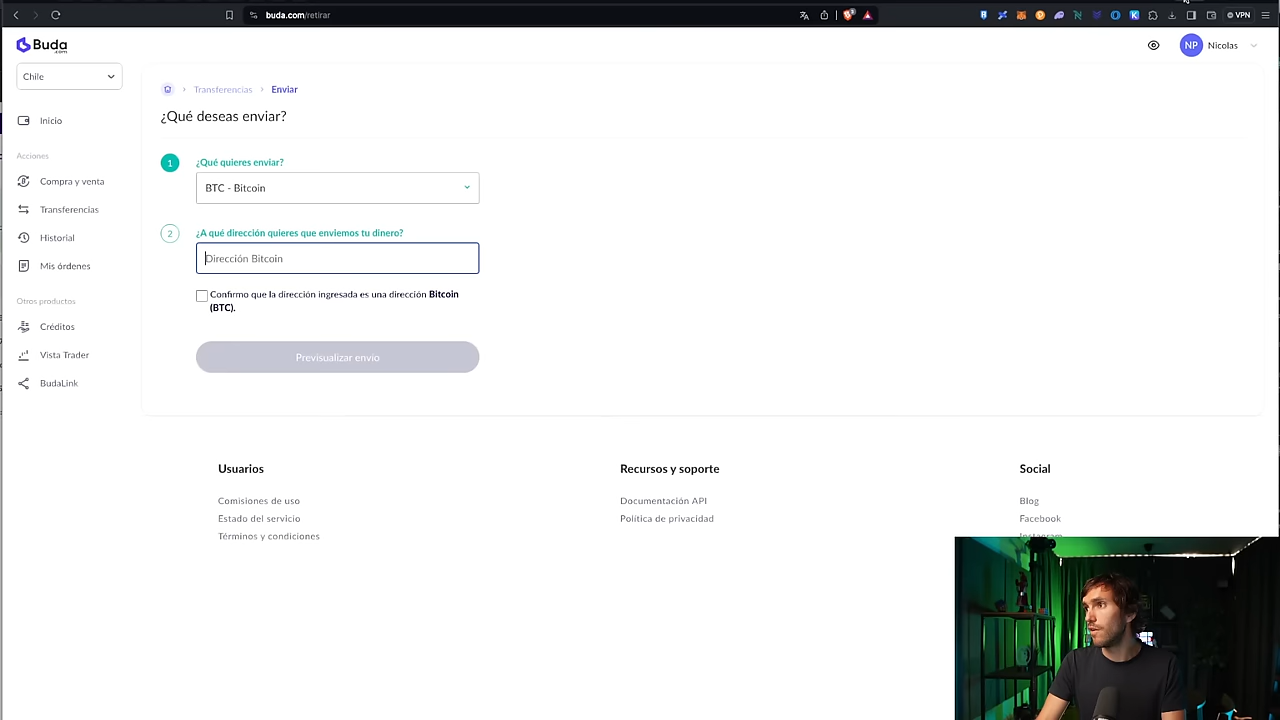 buda.com/retirar
VPN
Buda
.com
NP
Nicolas
Chile
Transferencias
Enviar
¿Qué deseas enviar?
Inicio
Acciones
Compra y venta
Transferencias
Historial
Mis órdenes
Otros productos
Créditos
Vista Trader
BudaLink
1
¿Qué quieres enviar?
BTC - Bitcoin
2
¿A qué dirección quieres que enviemos tu dinero?
Dirección Bitcoin
Confirmo que la dirección ingresada es una dirección Bitcoin
(BTC).
Previsualizar envío
Usuarios
Comisiones de uso
Estado del servicio
Términos y condiciones
Recursos y soporte
Documentación API
Política de privacidad
Social
Blog
Facebook
Instagram